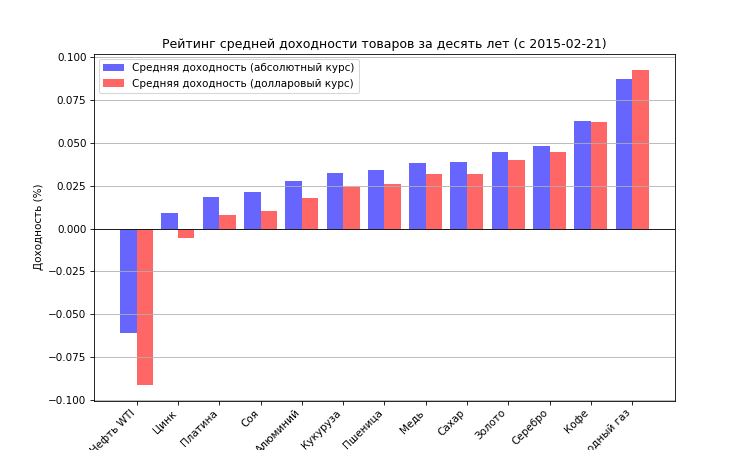 Рейтинг средней доходности товаров за десять лет (с 2015-02-21)
Средняя доходность (абсолютный курс)
Средняя доходность (долларовый курс)
Доходность (%)
0.100
0.075
0.050
0.025
0.000
−0.025
−0.050
−0.075
−0.100
Нефть WTI
Цинк
Платина
Соя
Алюминий
Кукуруза
Пшеница
Медь
Сахар
Золото
Серебро
Кофе
газ